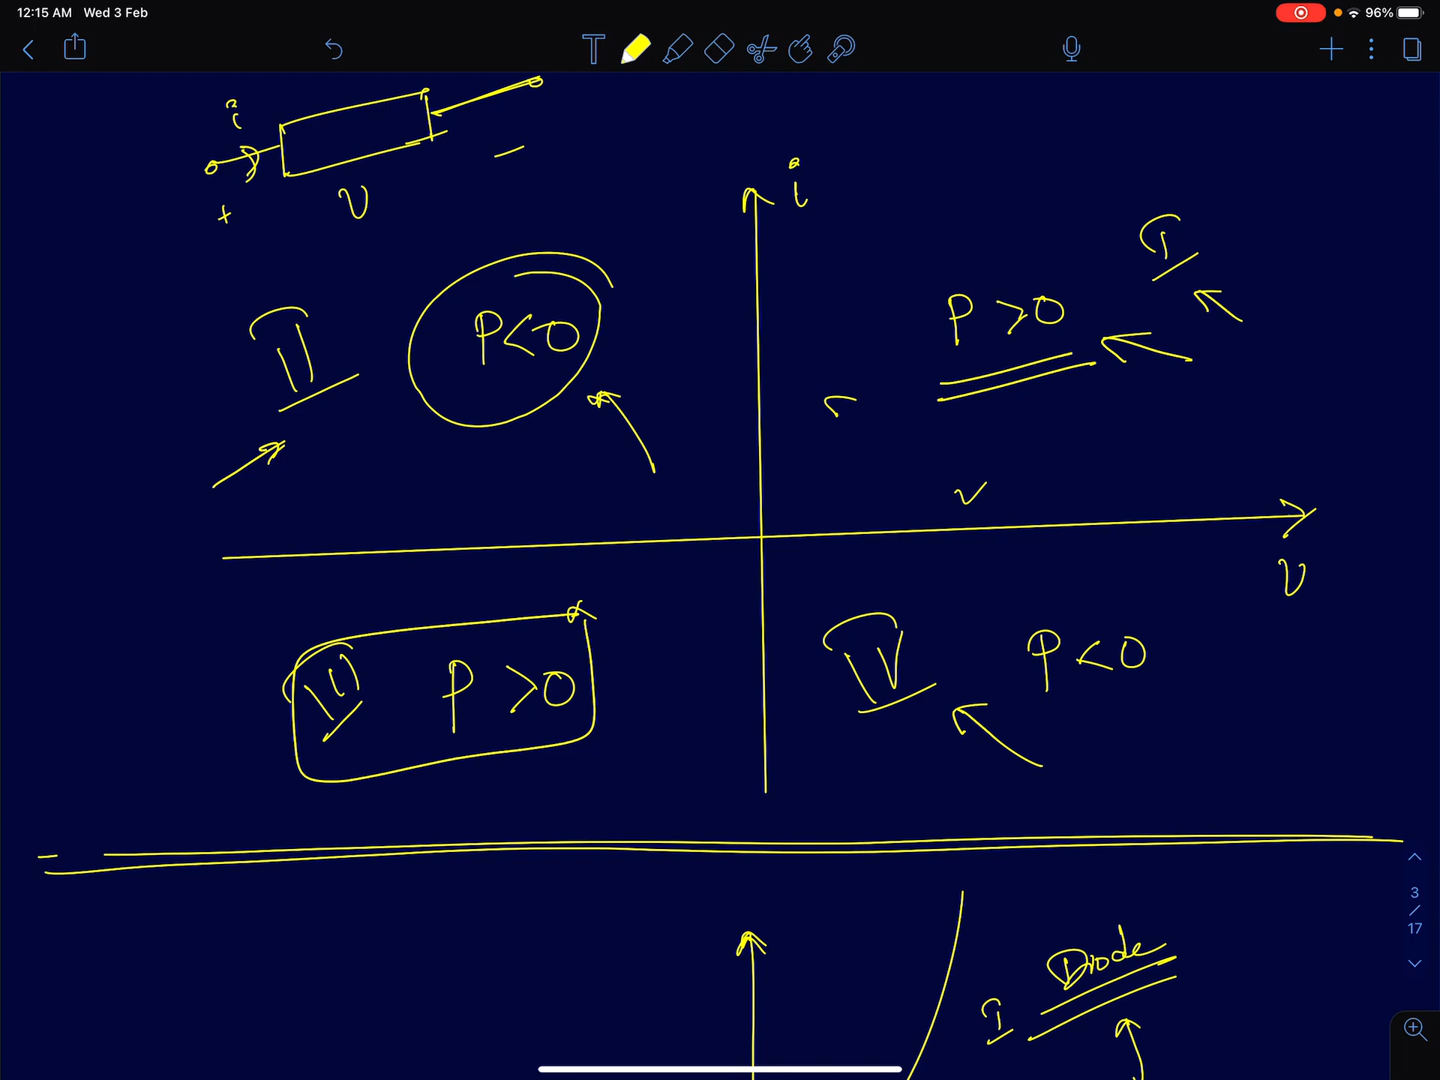 12:15 AM Wed 3 Feb
96%
T
i
+ V −
i
I
P > 0
II P < 0
V
III P > 0
IV P < 0
3
/
17
Diode
I